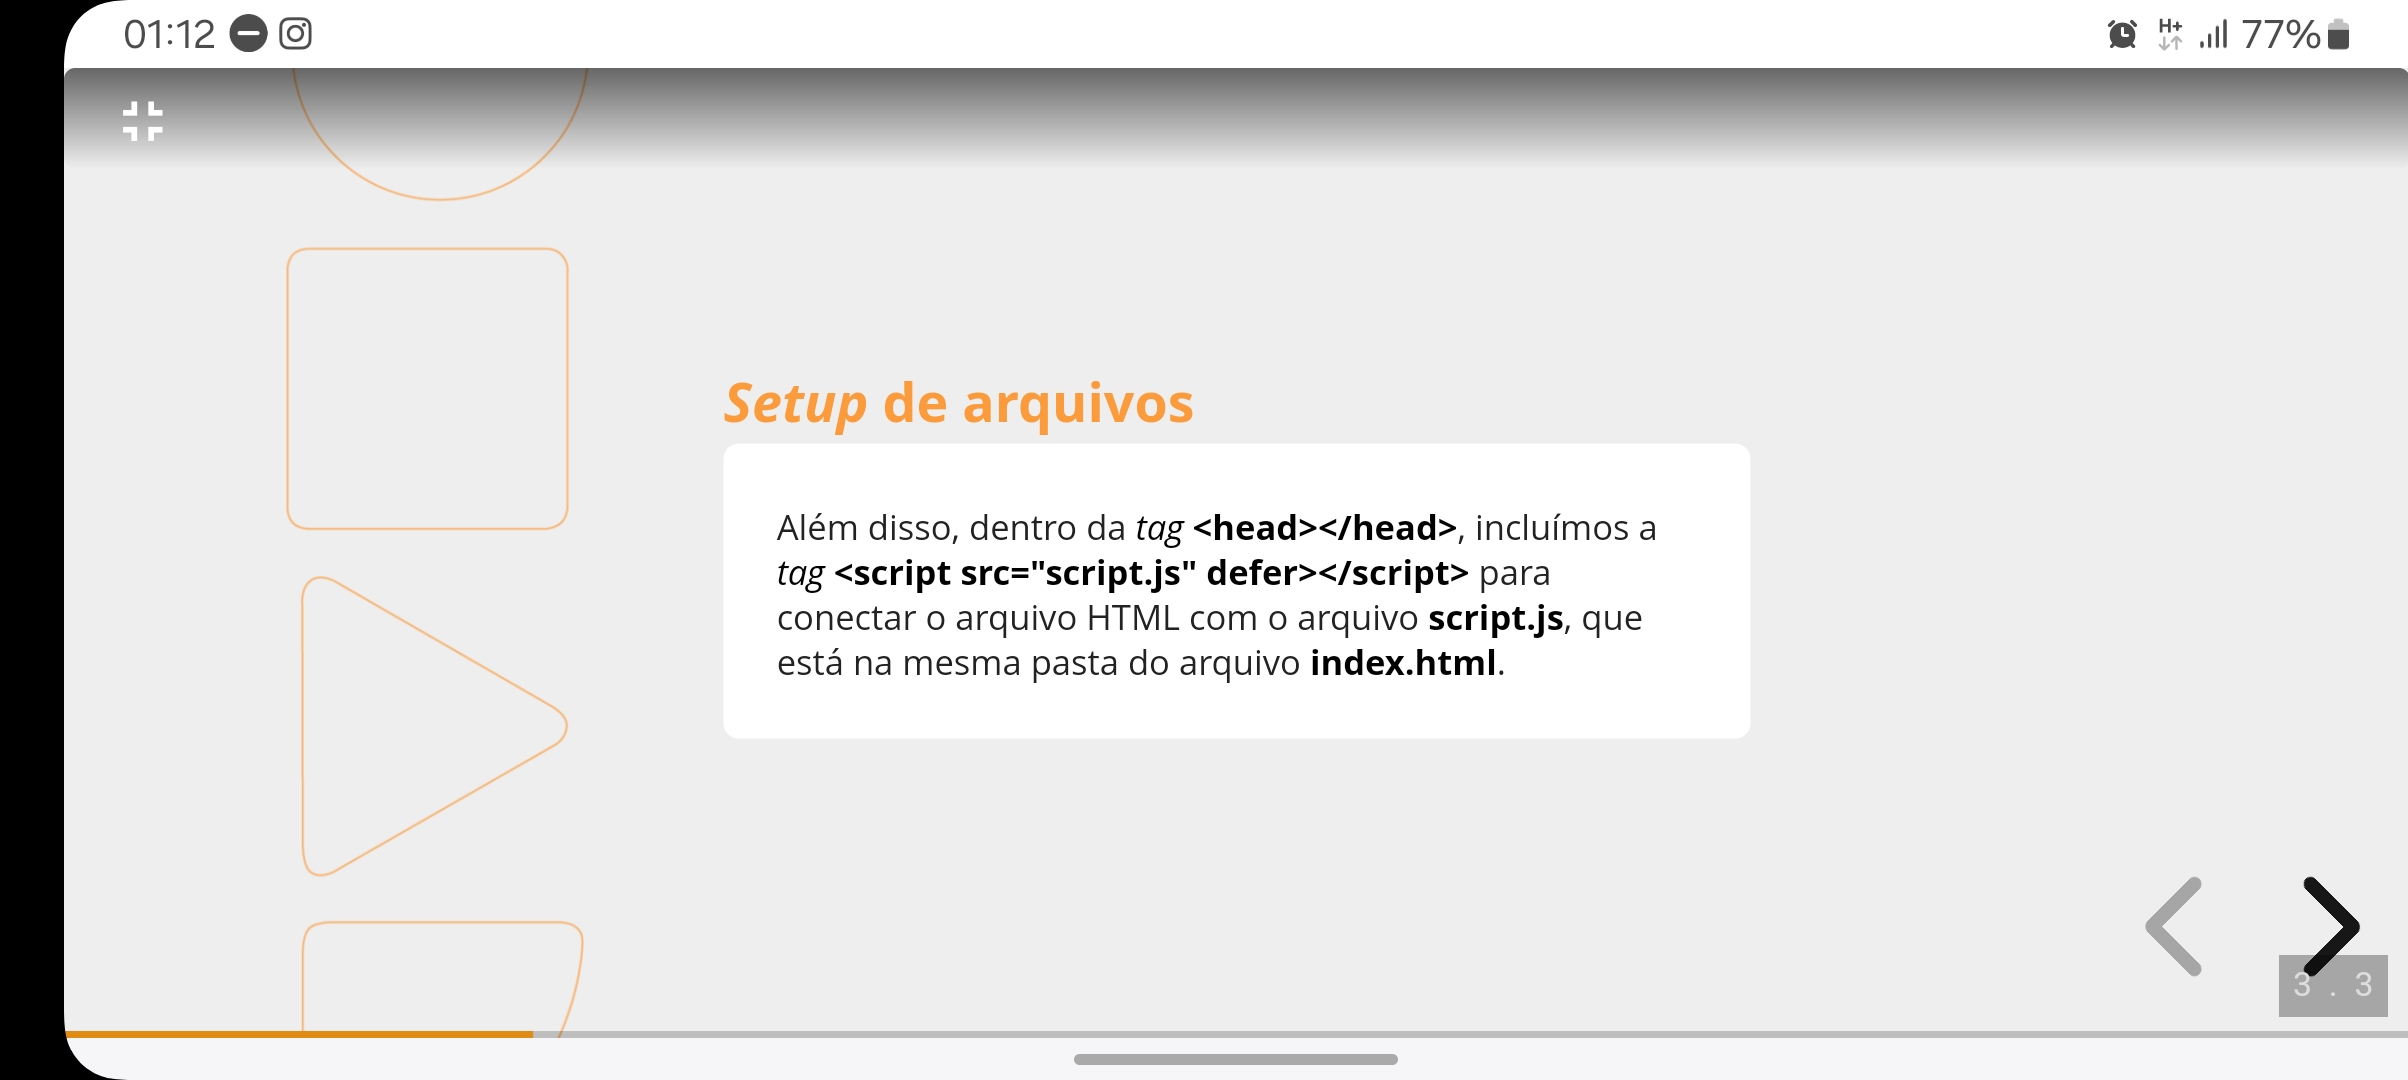 01:12
H+
77%
Setup de arquivos
Além disso, dentro da tag <head></head>, incluímos a
tag <script src="script.js" defer></script> para
conectar o arquivo HTML com o arquivo script.js, que
está na mesma pasta do arquivo index.html.
3 . 3